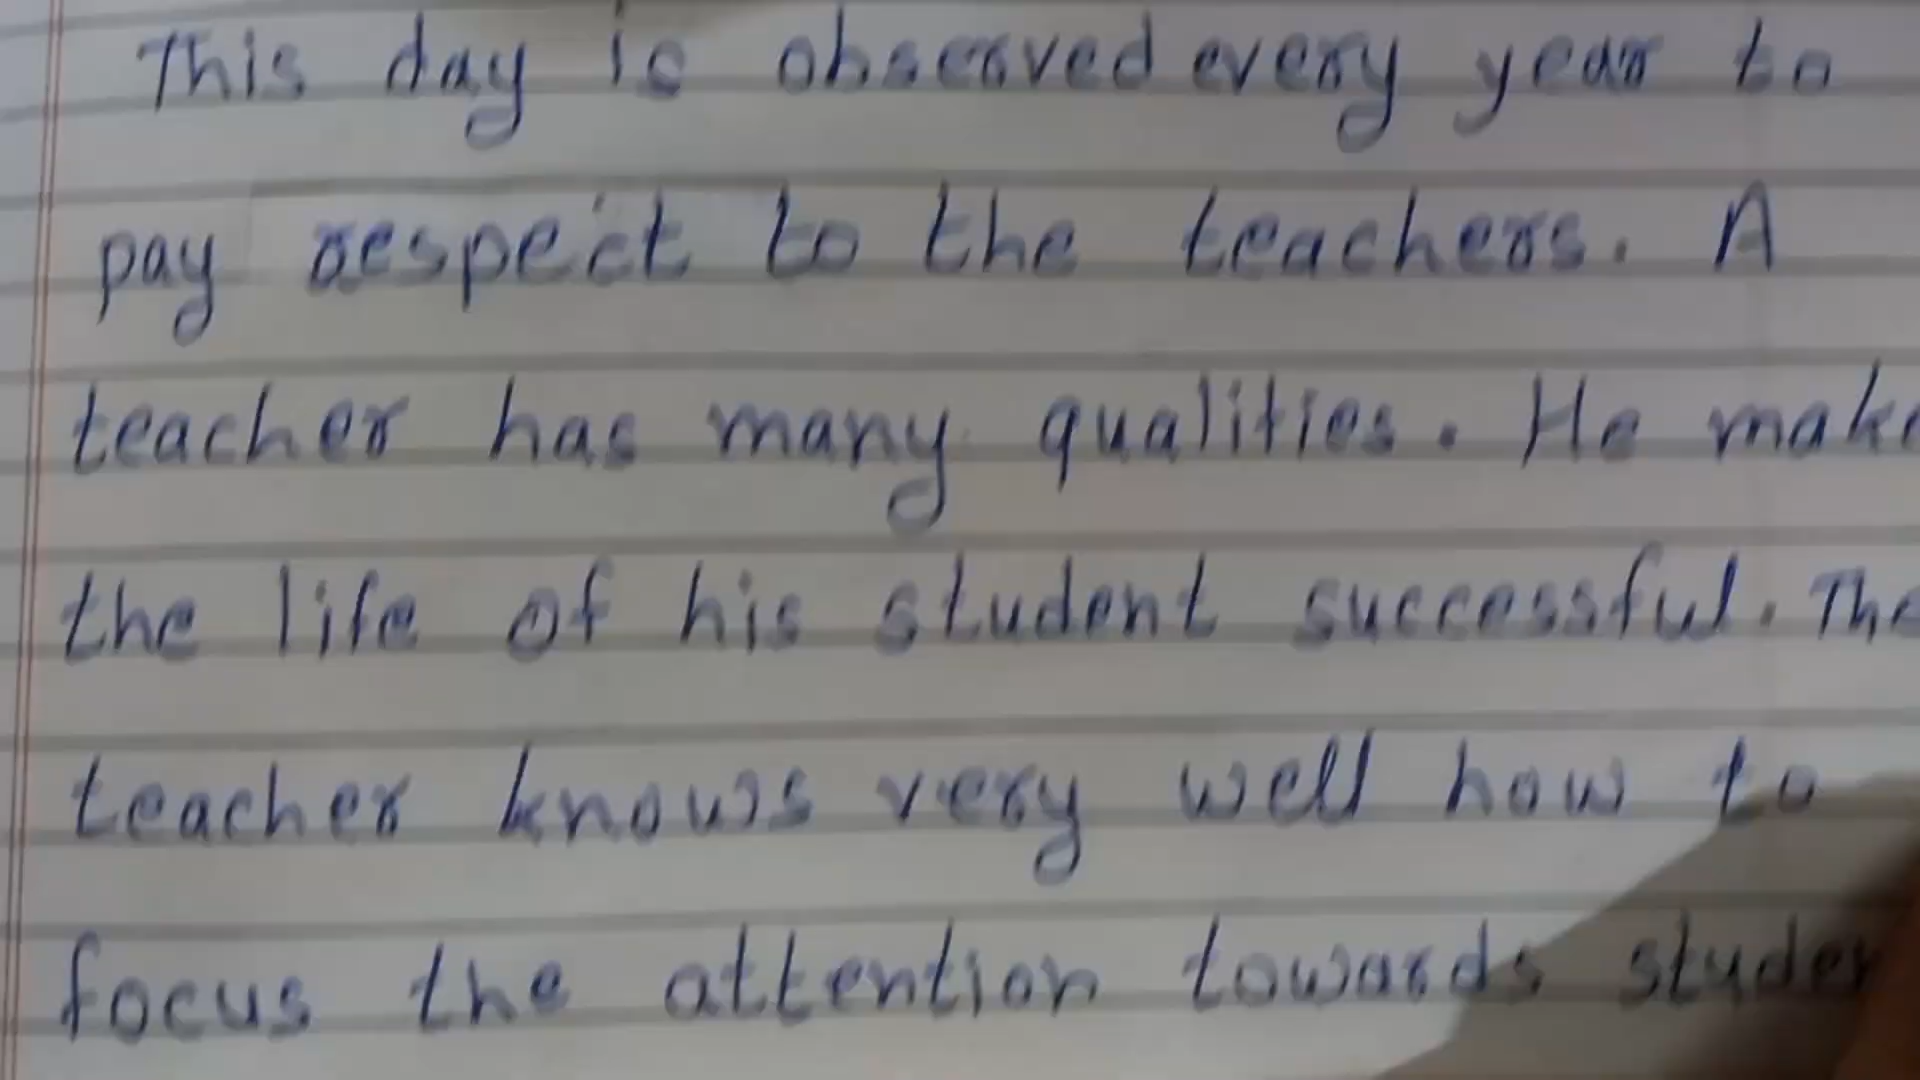 This day is observed every year to
pay respect to the teachers. A
teacher has many qualities. He make
the life of his student successful. The
teacher knows very well how to
focus the attention towards studen